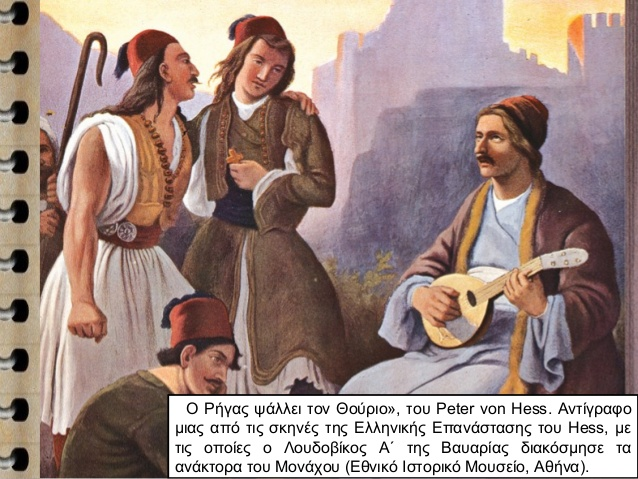 Ο Ρήγας ψάλλει τον Θούριο», του Peter von Hess. Αντίγραφο
μιας από τις σκηνές της Ελληνικής Επανάστασης του Hess, με
τις οποίες ο Λουδοβίκος Α΄ της Βαυαρίας διακόσμησε τα
ανάκτορα του Μονάχου (Εθνικό Ιστορικό Μουσείο, Αθήνα).